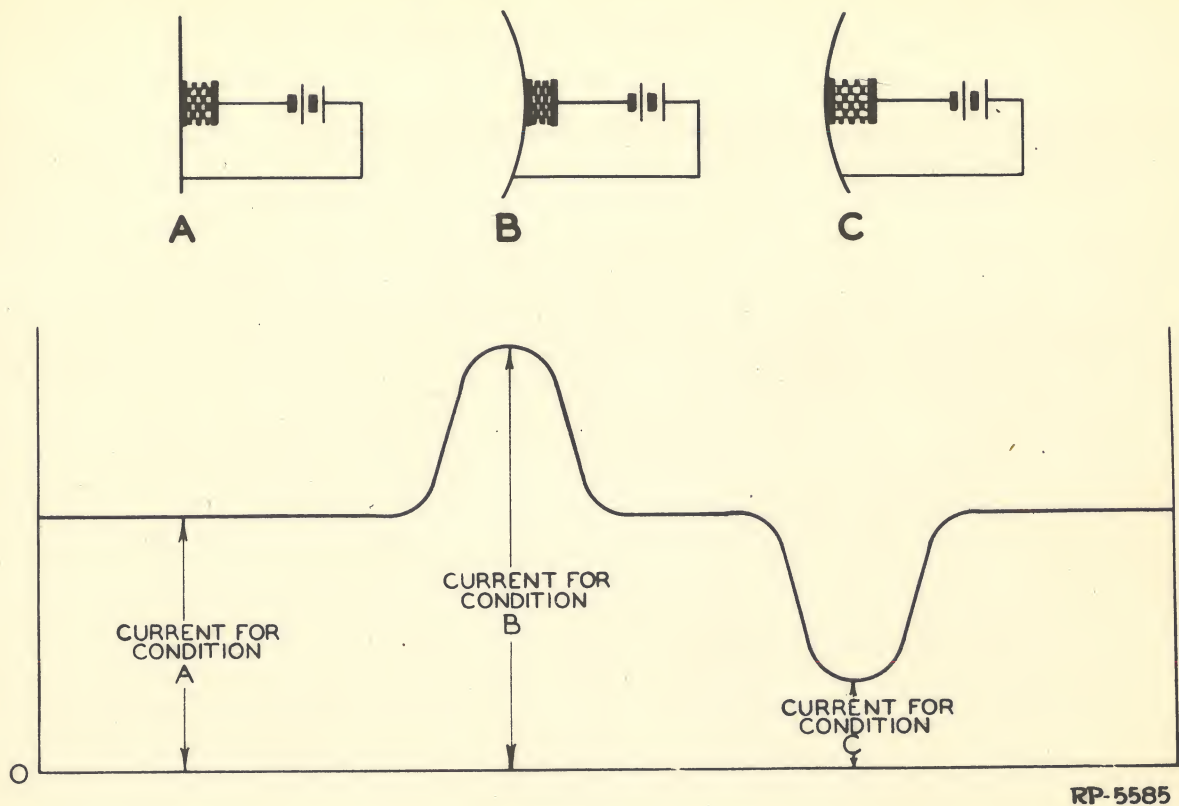 A
B
C
CURRENT FOR
CONDITION
A
CURRENT FOR
CONDITION
B
CURRENT FOR
CONDITION
C
O
RP-5585